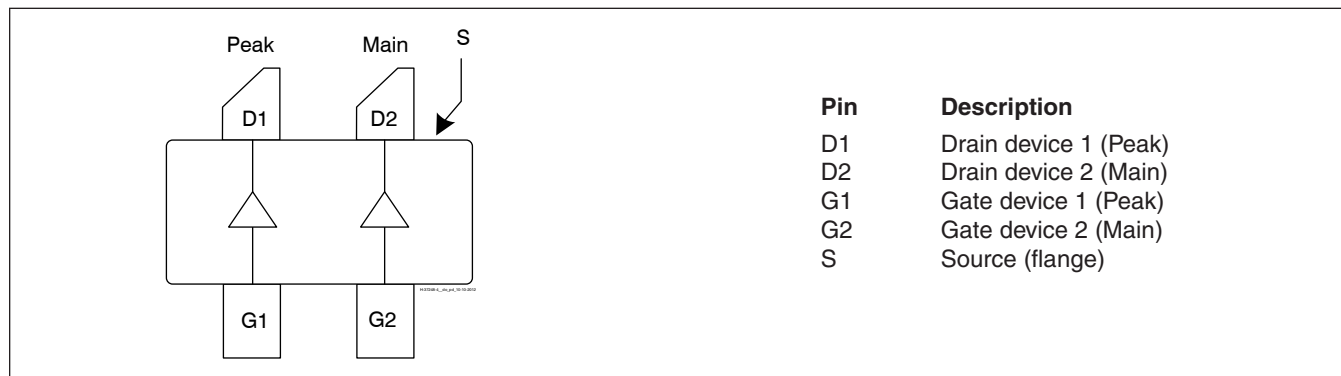 Peak Main S
D1 D2
G1 G2
Pin Description
D1 Drain device 1 (Peak)
D2 Drain device 2 (Main)
G1 Gate device 1 (Peak)
G2 Gate device 2 (Main)
S Source (flange)